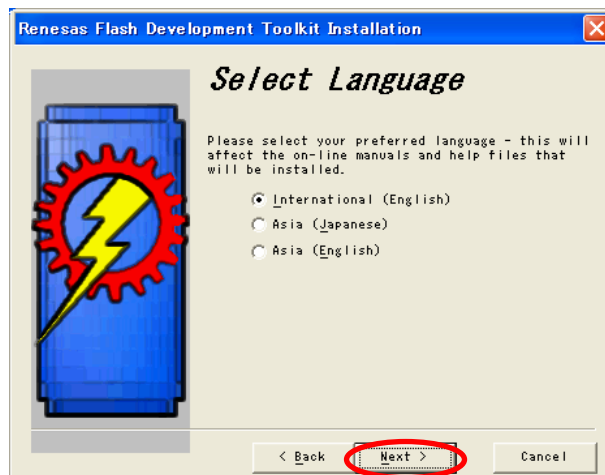 Renesas Flash Development Toolkit Installation
Select Language
Please select your preferred language - this will
affect the on-line manuals and help files that
will be installed.
International (English)
Asia (Japanese)
Asia (English)
< Back
Next >
Cancel